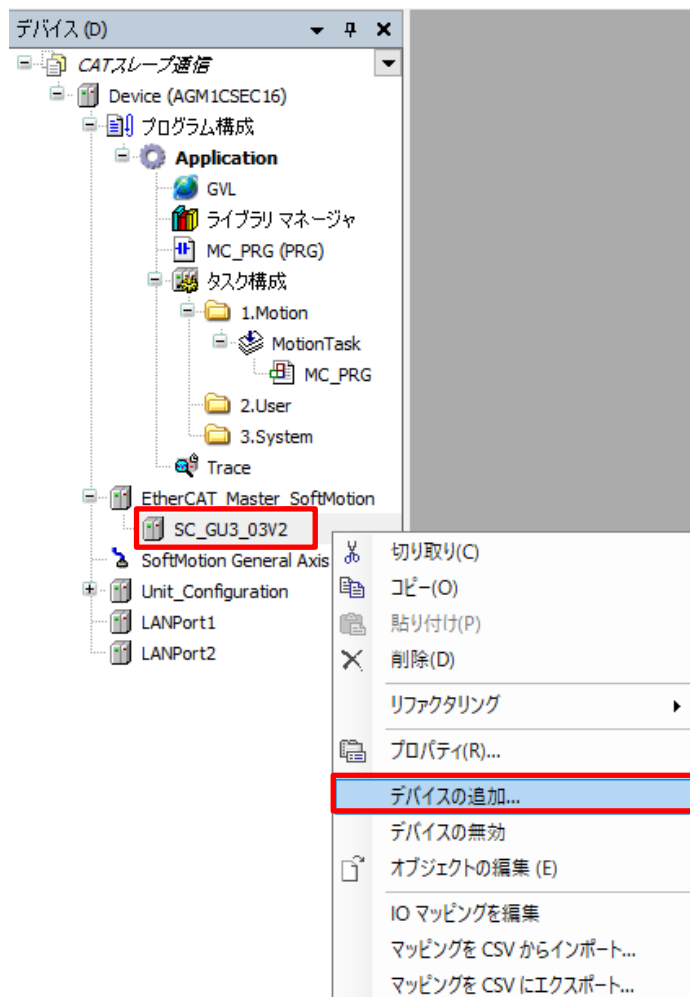 デバイス (D)
CATスレーブ通信
Device (AGM1CSEC16)
プログラム構成
Application
GVL
ライブラリ マネージャ
MC_PRG (PRG)
タスク構成
1.Motion
MotionTask
MC_PRG
2.User
3.System
Trace
EtherCAT_Master_SoftMotion
SC_GU3_03V2
SoftMotion General Axis
Unit_Configuration
LANPort1
LANPort2
切り取り(C)
コピー(O)
貼り付け(P)
削除(D)
リファクタリング
プロパティ(R)...
デバイスの追加...
デバイスの無効
オブジェクトの編集 (E)
IO マッピングを編集
マッピングを CSV からインポート...
マッピングを CSV にエクスポート...